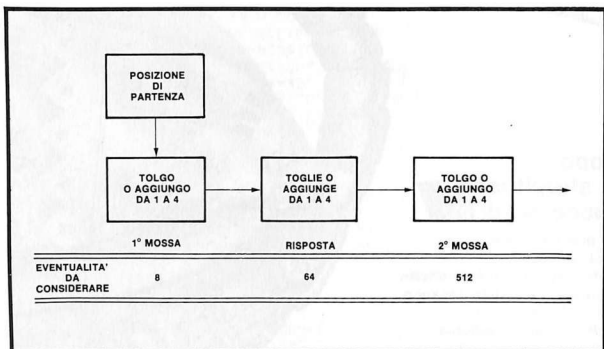 POSIZIONE
DI
PARTENZA
TOLGO
O AGGIUNGO
DA 1 A 4
TOGLIE O
AGGIUNGE
DA 1 A 4
TOLGO O
AGGIUNGO
DA 1 A 4
1° MOSSA
RISPOSTA
2° MOSSA
EVENTUALITA'
DA
CONSIDERARE
8
64
512